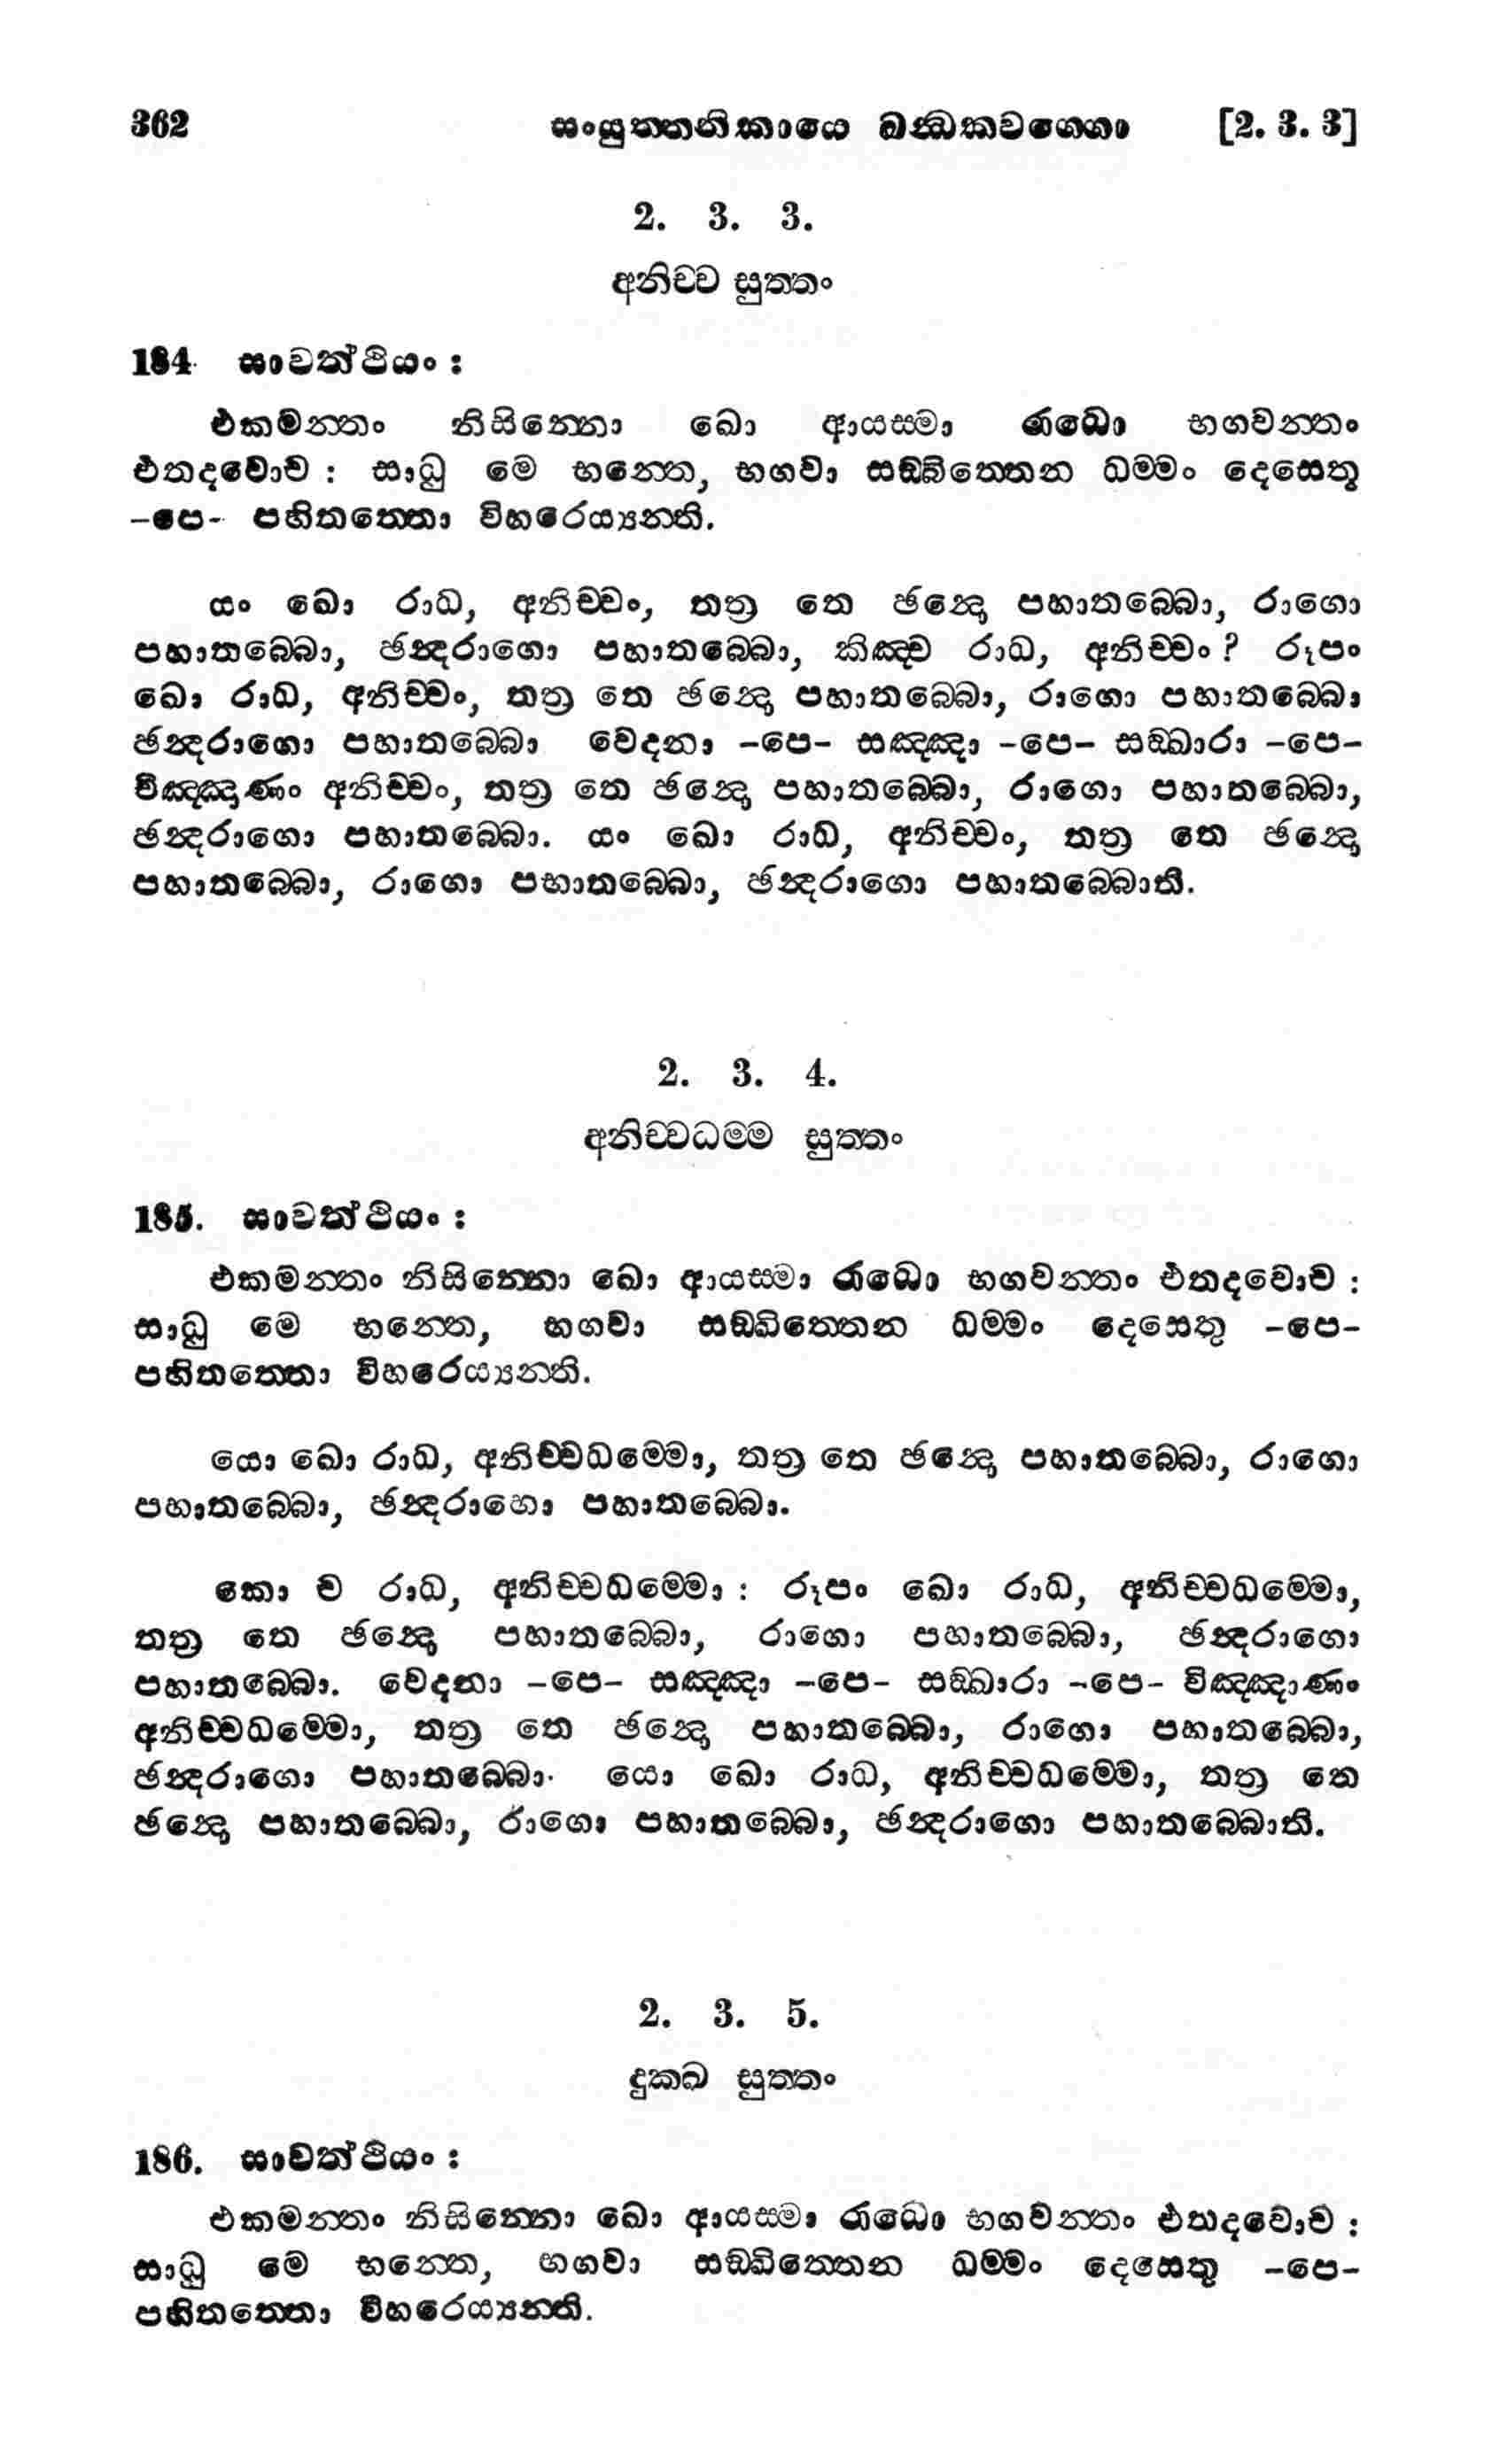 362 සංයුත්තනිකායෙ ඛන්ධකවග්ගො [2. 3. 3]
2. 3. 3.
අනිච්ච සුත්තං
184 සාවත්ථියං :
එකමන්තං නිසින්නො ඛො ආයස්මා රාධො භගවන්තං
එතදවොච : සාධු මෙ භන්තෙ, භගවා සඞ්ඛිත්තෙන ධම්මං දෙසෙතු
-පෙ- පහිතත්තො විහරෙය්‍යන්ති.
යං ඛො රාධ, අනිච්චං, තත්‍ර තෙ ඡන්දො පහාතබ්බො, රාගො
පහාතබ්බො, ඡන්දරාගො පහාතබ්බො, කිඤ්ච රාධ, අනිච්චං ? රූපං
ඛො රාධ, අනිච්චං, තත්‍ර තෙ ඡන්දො පහාතබ්බො, රාගො පහාතබ්බො
ඡන්දරාගො පහාතබ්බො වෙදනා -පෙ- සඤ්ඤා -පෙ- සඞ්ඛාරා -පෙ-
විඤ්ඤාණං අනිච්චං, තත්‍ර තෙ ඡන්දො පහාතබ්බො, රාගො පහාතබ්බො,
ඡන්දරාගො පහාතබ්බො. යං ඛො රාධ, අනිච්චං, තත්‍ර තෙ ඡන්දො
පහාතබ්බො, රාගො පභාතබ්බො, ඡන්දරාගො පහාතබ්බොති.
2. 3. 4.
අනිච්චධම්ම සුත්තං
185. සාවත්ථියං :
එකමන්තං නිසින්නො ඛො ආයස්මා රාධො භගවන්තං එතදවොච :
සාධු මෙ භන්තෙ, භගවා සඞ්ඛිත්තෙන ධම්මං දෙසෙතු -පෙ-
පහිතත්තො විහරෙය්‍යන්ති.
යො ඛො රාධ, අනිච්චධම්මො, තත්‍ර තෙ ඡන්දො පහාතබ්බො, රාගො
පහාතබ්බො, ඡන්දරාහො පහාතබ්බො.
කො ච රාධ, අනිච්චධම්මො : රූපං ඛො රාධ, අනිච්චධම්මො,
තත්‍ර තෙ ඡන්දො පහාතබ්බො, රාගො පහාතබ්බො, ඡන්දරාගො
පහාතබ්බො. වෙදනා -පෙ- සඤ්ඤා -පෙ- සඞ්ඛාරා -පෙ- විඤ්ඤාණං
අනිච්චධම්මො, තත්‍ර තෙ ඡන්දො පහාතබ්බො, රාගො පහාතබ්බො,
ඡන්දරාගො පහාතබ්බො. යො ඛො රාධ, අනිච්චධම්මො, තත්‍ර තෙ
ඡන්දො පහාතබ්බො, රාගො පහාතබ්බො, ඡන්දරාගො පහාතබ්බොති.
2. 3. 5.
දුක්ඛ සුත්තං
186. සාවත්ථියං :
එකමන්තං නිසින්නො ඛො ආයස්මා රාධො භගවන්තං එතදවොච :
සාධු මෙ භන්තෙ, භගවා සඞ්ඛිත්තෙන ධම්මං දෙසෙතු -පෙ-
පහිතත්තො විහරෙය්‍යන්ති.